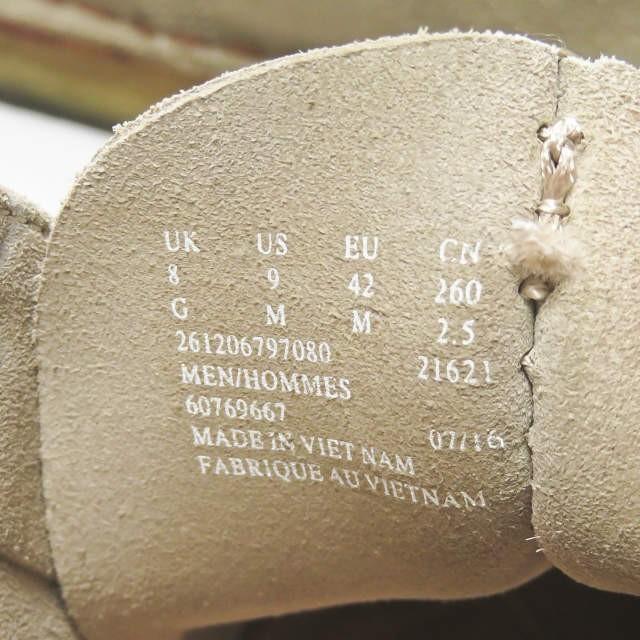 UK US EU CN
8 9 42 260
G M M 2.5
261206797080 21621
MEN/HOMMES
60769667
MADE IN VIET NAM 07/16
FABRIQUE AU VIETNAM